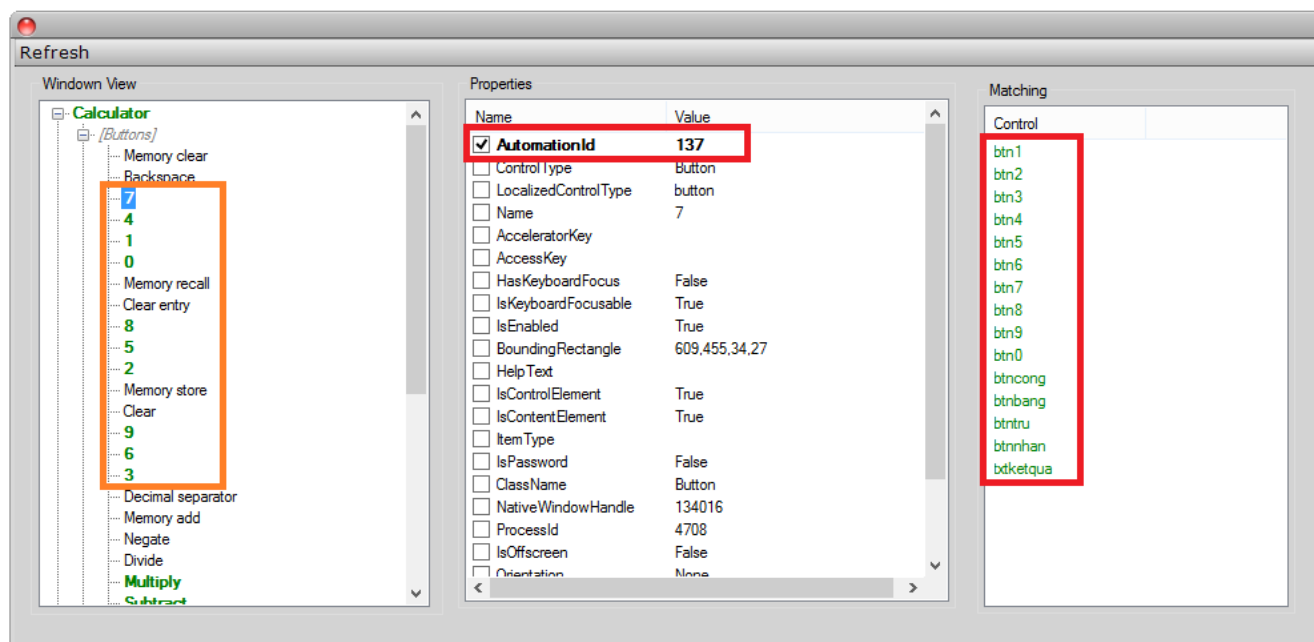 Refresh
Windown View
Calculator
[Buttons]
Memory clear
Backspace
7
4
1
0
Memory recall
Clear entry
8
5
2
Memory store
Clear
9
6
3
Decimal separator
Memory add
Negate
Divide
Multiply
Subtract
Properties
Name Value
AutomationId 137
ControlType Button
LocalizedControlType button
Name 7
AcceleratorKey
AccessKey
HasKeyboardFocus False
IsKeyboardFocusable True
IsEnabled True
BoundingRectangle 609,455,34,27
HelpText
IsControlElement True
IsContentElement True
ItemType
IsPassword False
ClassName Button
NativeWindowHandle 134016
ProcessId 4708
IsOffscreen False
Orientation None
Matching
Control
btn1
btn2
btn3
btn4
btn5
btn6
btn7
btn8
btn9
btn0
btncong
btnbang
btntru
btnnhan
txtketqua